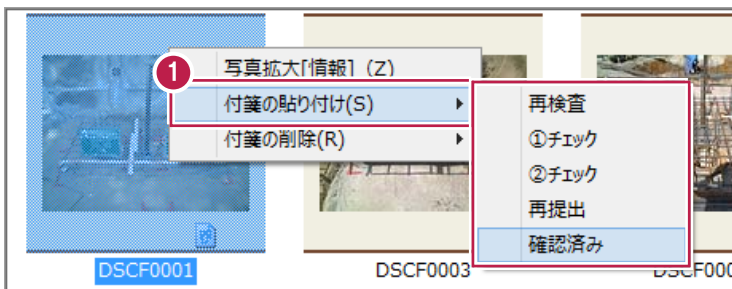 1
写真拡大[情報] (Z)
付箋の貼り付け(S)
付箋の削除(R)
再検査
①チェック
②チェック
再提出
確認済み
DSCF0001
DSCF0003
DSCF000